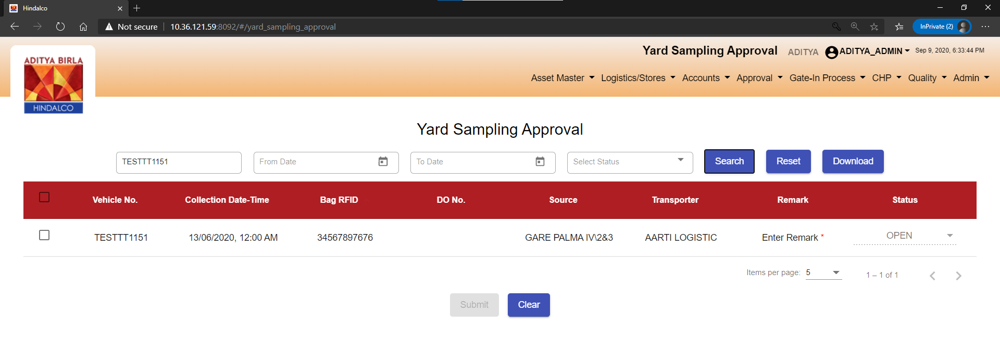 Hindalco
Not secure 10.36.121.59:8092/#/yard_sampling_approval InPrivate (2)
ADITYA BIRLA
HINDALCO
Yard Sampling Approval ADITYA ADITYA_ADMIN Sep 9, 2020, 6:33:44 PM
Asset Master Logistics/Stores Accounts Approval Gate-In Process CHP Quality Admin
Yard Sampling Approval
TESTTT1151 From Date To Date Select Status Search Reset Download
Vehicle No. Collection Date-Time Bag RFID DO No. Source Transporter Remark Status
TESTTT1151 13/06/2020, 12:00 AM 34567897676 GARE PALMA IV\2&3 AARTI LOGISTIC Enter Remark * OPEN
Items per page: 5 1 – 1 of 1
Submit Clear